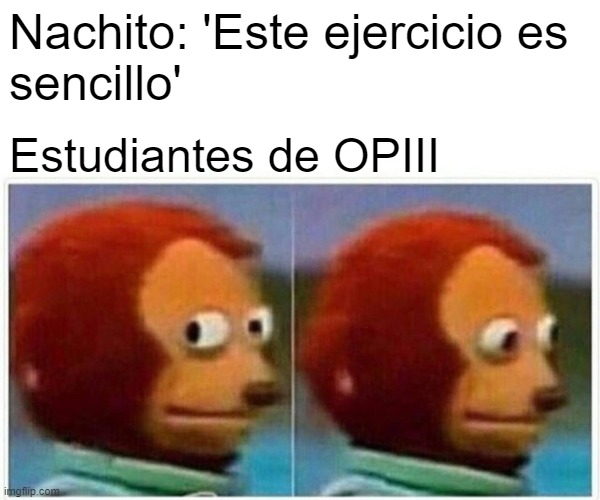 Nachito: 'Este ejercicio es
sencillo'
Estudiantes de OPIII
imgflip.com